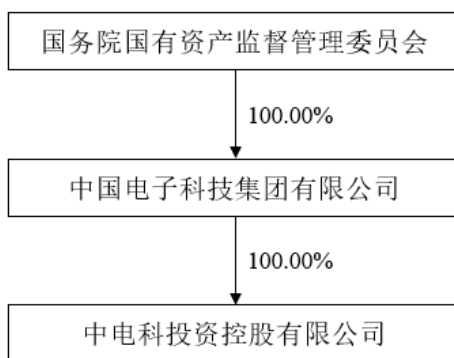 国务院国有资产监督管理委员会
100.00%
中国电子科技集团有限公司
100.00%
中电科投资控股有限公司